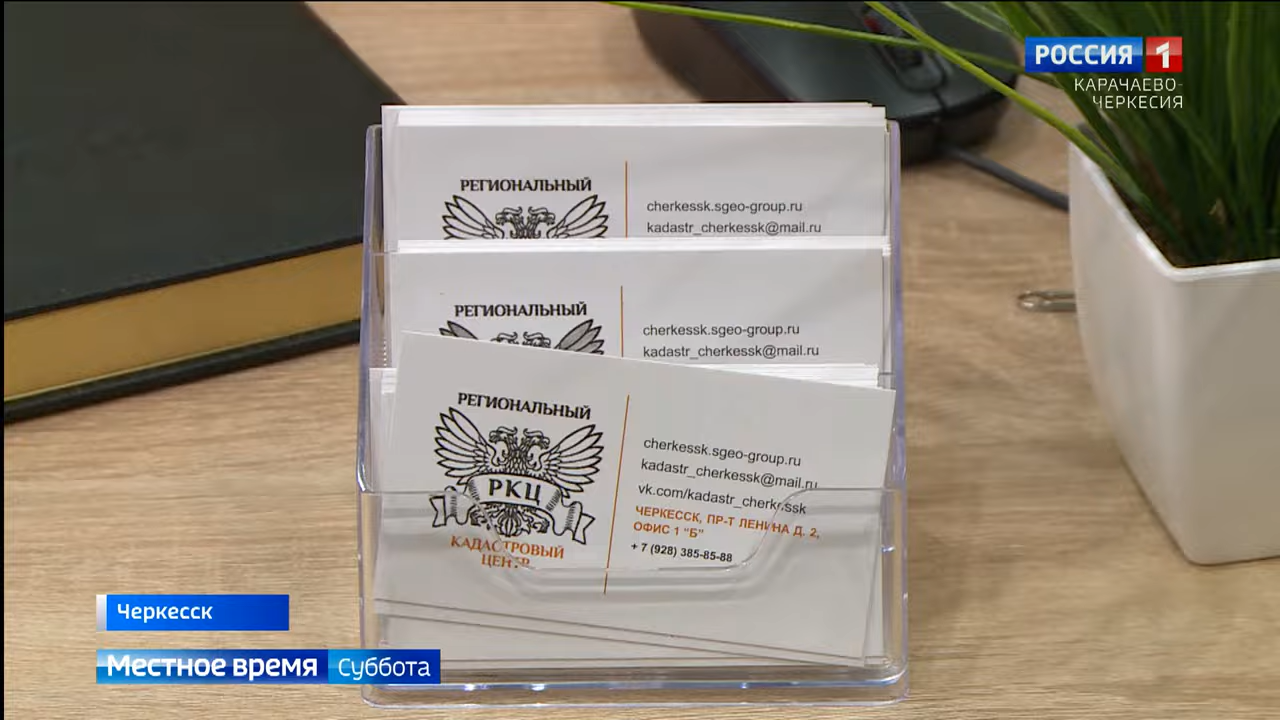 РОССИЯ 1
КАРАЧАЕВО-
ЧЕРКЕСИЯ
РЕГИОНАЛЬНЫЙ
cherkessk.sgeo-group.ru
kadastr_cherkessk@mail.ru
РЕГИОНАЛЬНЫЙ
cherkessk.sgeo-group.ru
kadastr_cherkessk@mail.ru
РЕГИОНАЛЬНЫЙ
РКЦ
КАДАСТРОВЫЙ
ЦЕНТР
cherkessk.sgeo-group.ru
kadastr_cherkessk@mail.ru
vk.com/kadastr_cherkessk
ЧЕРКЕССК, ПР-Т ЛЕНИНА Д. 2,
ОФИС 1 "Б"
+ 7 (928) 385-85-88
Черкесск
Местное время Суббота